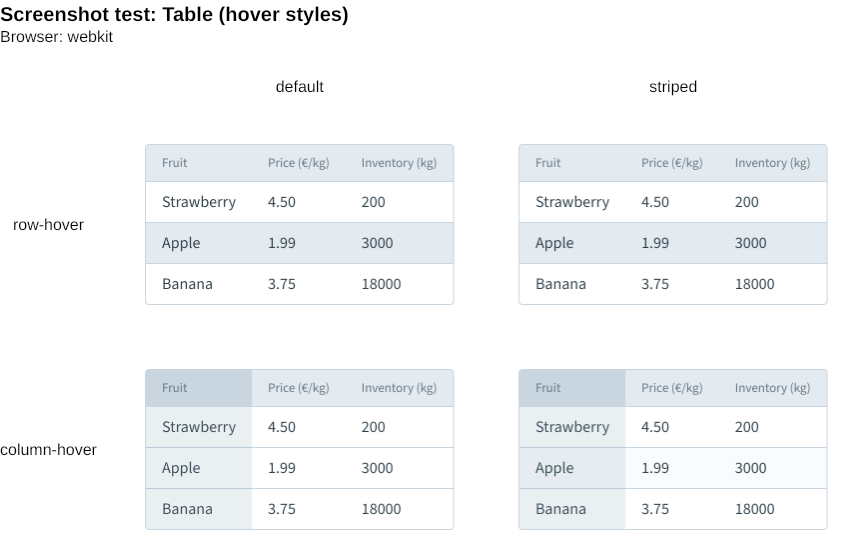 Screenshot test: Table (hover styles)
Browser: webkit
default striped
row-hover
Fruit Price (€/kg) Inventory (kg)
Strawberry 4.50 200
Apple 1.99 3000
Banana 3.75 18000
Fruit Price (€/kg) Inventory (kg)
Strawberry 4.50 200
Apple 1.99 3000
Banana 3.75 18000
column-hover
Fruit Price (€/kg) Inventory (kg)
Strawberry 4.50 200
Apple 1.99 3000
Banana 3.75 18000
Fruit Price (€/kg) Inventory (kg)
Strawberry 4.50 200
Apple 1.99 3000
Banana 3.75 18000